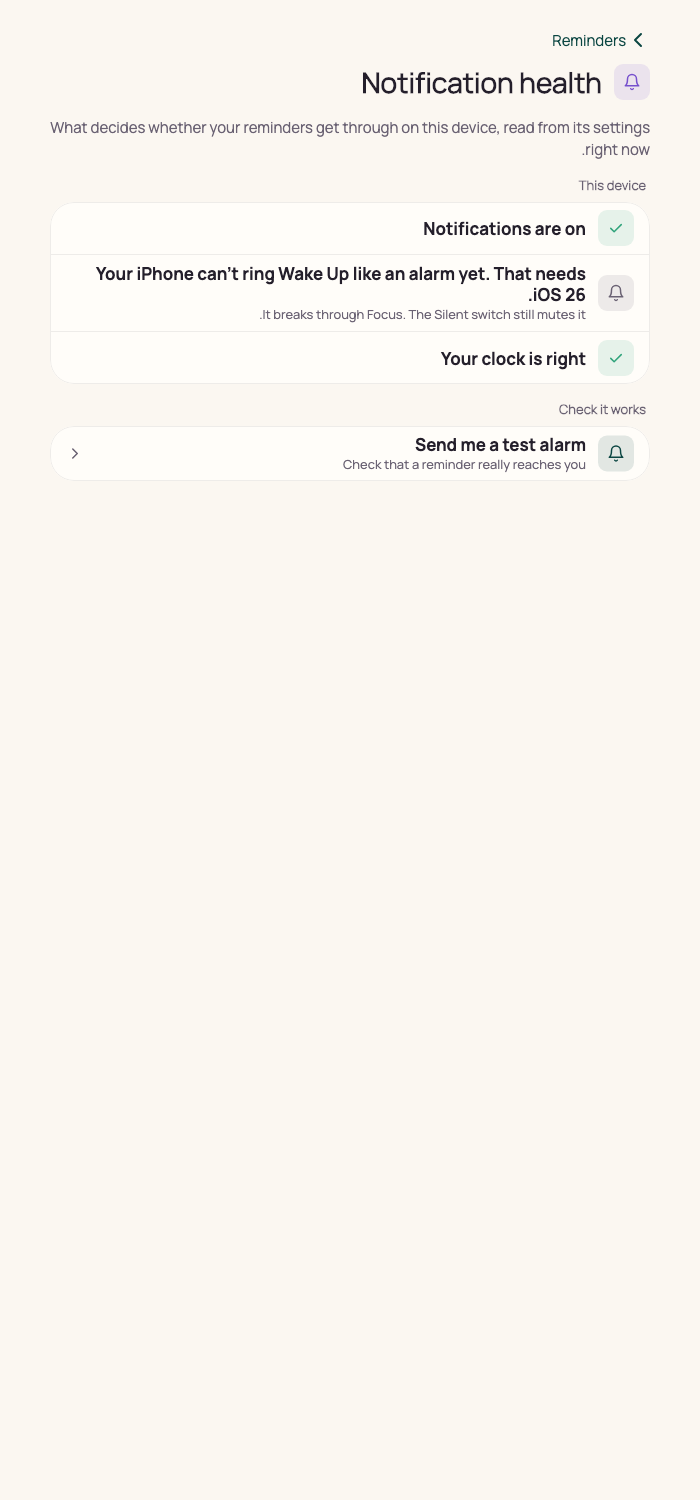 Reminders
Notification health
What decides whether your reminders get through on this device, read from its settings
.right now
This device
Notifications are on
Your iPhone can't ring Wake Up like an alarm yet. That needs
.iOS 26
.It breaks through Focus. The Silent switch still mutes it
Your clock is right
Check it works
Send me a test alarm
Check that a reminder really reaches you